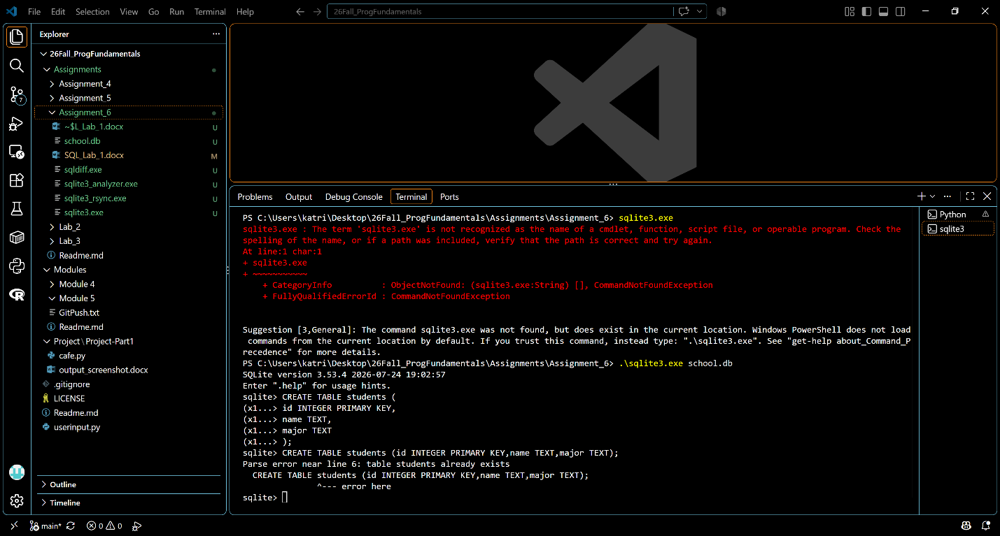 File Edit Selection View Go Run Terminal Help
26Fall_ProgFundamentals
Explorer
26Fall_ProgFundamentals
Assignments
Assignment_4
Assignment_5
Assignment_6
~$L_Lab_1.docx U
school.db U
SQL_Lab_1.docx M
sqldiff.exe U
sqlite3_analyzer.exe U
sqlite3_rsync.exe U
sqlite3.exe U
Lab_2
Lab_3
Readme.md
Modules
Module 4
Module 5
GitPush.txt
Readme.md
Project\Project-Part1
cafe.py
output_screenshot.docx
.gitignore
LICENSE
Readme.md
userinput.py
Outline
Timeline
7
Problems Output Debug Console Terminal Ports
PS C:\Users\katri\Desktop\26Fall_ProgFundamentals\Assignments\Assignment_6> sqlite3.exe
sqlite3.exe : The term 'sqlite3.exe' is not recognized as the name of a cmdlet, function, script file, or operable program. Check the
spelling of the name, or if a path was included, verify that the path is correct and try again.
At line:1 char:1
+ sqlite3.exe
+ ~~~~~~~~~~~
+ CategoryInfo : ObjectNotFound: (sqlite3.exe:String) [], CommandNotFoundException
+ FullyQualifiedErrorId : CommandNotFoundException
Suggestion [3,General]: The command sqlite3.exe was not found, but does exist in the current location. Windows PowerShell does not load
commands from the current location by default. If you trust this command, instead type: ".\sqlite3.exe". See "get-help about_Command_P
recedence" for more details.
PS C:\Users\katri\Desktop\26Fall_ProgFundamentals\Assignments\Assignment_6> .\sqlite3.exe school.db
SQLite version 3.53.4 2026-07-24 19:02:57
Enter ".help" for usage hints.
sqlite> CREATE TABLE students (
(x1...> id INTEGER PRIMARY KEY,
(x1...> name TEXT,
(x1...> major TEXT
(x1...> );
sqlite> CREATE TABLE students (id INTEGER PRIMARY KEY,name TEXT,major TEXT);
Parse error near line 6: table students already exists
CREATE TABLE students (id INTEGER PRIMARY KEY,name TEXT,major TEXT);
^--- error here
sqlite>
Python
sqlite3
main* 0 0